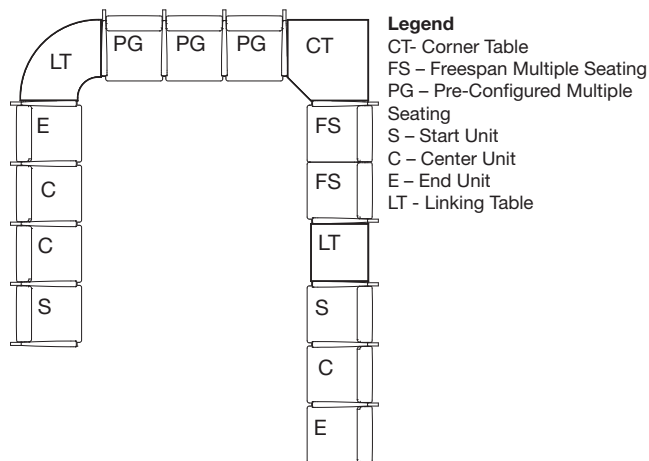 LT
PG PG PG
CT
E
FS
C
FS
C
LT
S
S
C
E
Legend
CT- Corner Table
FS – Freespan Multiple Seating
PG – Pre-Configured Multiple
Seating
S – Start Unit
C – Center Unit
E – End Unit
LT - Linking Table